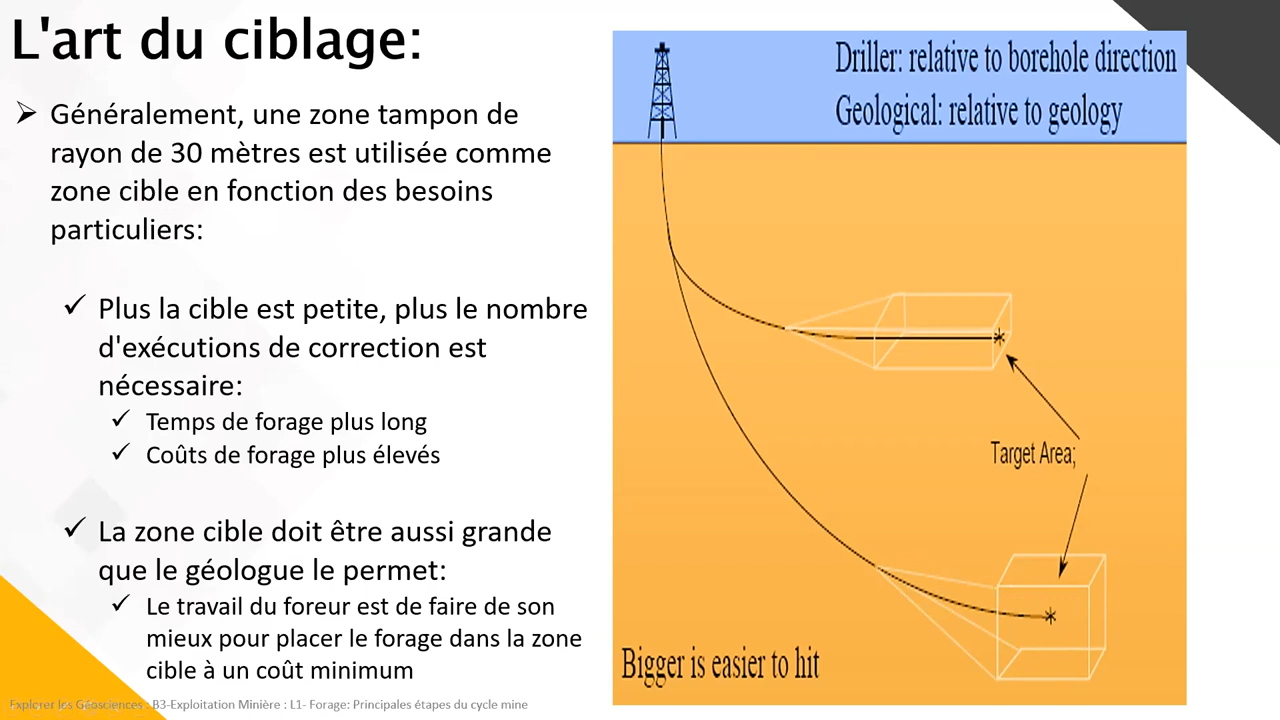 L'art du ciblage:
Généralement, une zone tampon de
rayon de 30 mètres est utilisée comme
zone cible en fonction des besoins
particuliers:
Plus la cible est petite, plus le nombre
d'exécutions de correction est
nécessaire:
Temps de forage plus long
Coûts de forage plus élevés
La zone cible doit être aussi grande
que le géologue le permet:
Le travail du foreur est de faire de son
mieux pour placer le forage dans la zone
cible à un coût minimum
Driller: relative to borehole direction
Geological: relative to geology
Target Area;
Bigger is easier to hit
Explorer les Géosciences : B3-Exploitation Minière : L1- Forage: Principales étapes du cycle mine